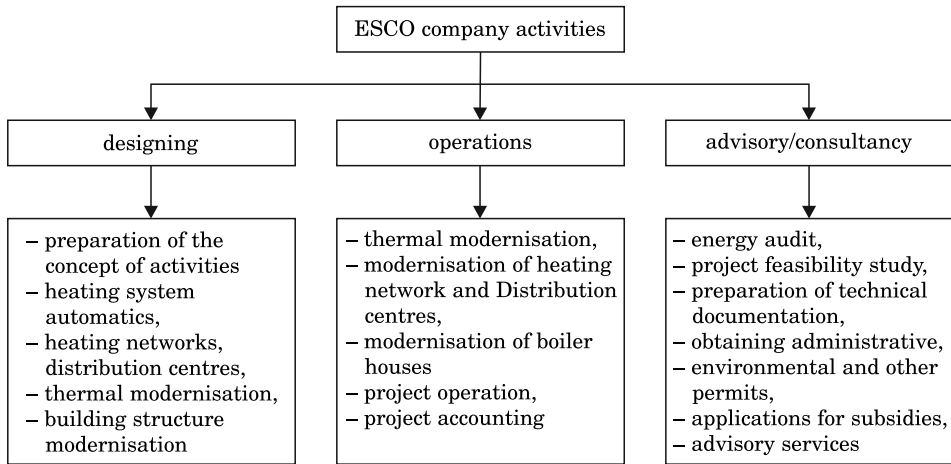 ESCO company activities
designing
operations
advisory/consultancy
– preparation of the
concept of activities
– heating system
automatics,
– heating networks,
distribution centres,
– thermal modernisation,
– building structure
modernisation
– thermal modernisation,
– modernisation of heating
network and Distribution
centres,
– modernisation of boiler
houses
– project operation,
– project accounting
– energy audit,
– project feasibility study,
– preparation of technical
documentation,
– obtaining administrative,
– environmental and other
permits,
– applications for subsidies,
– advisory services